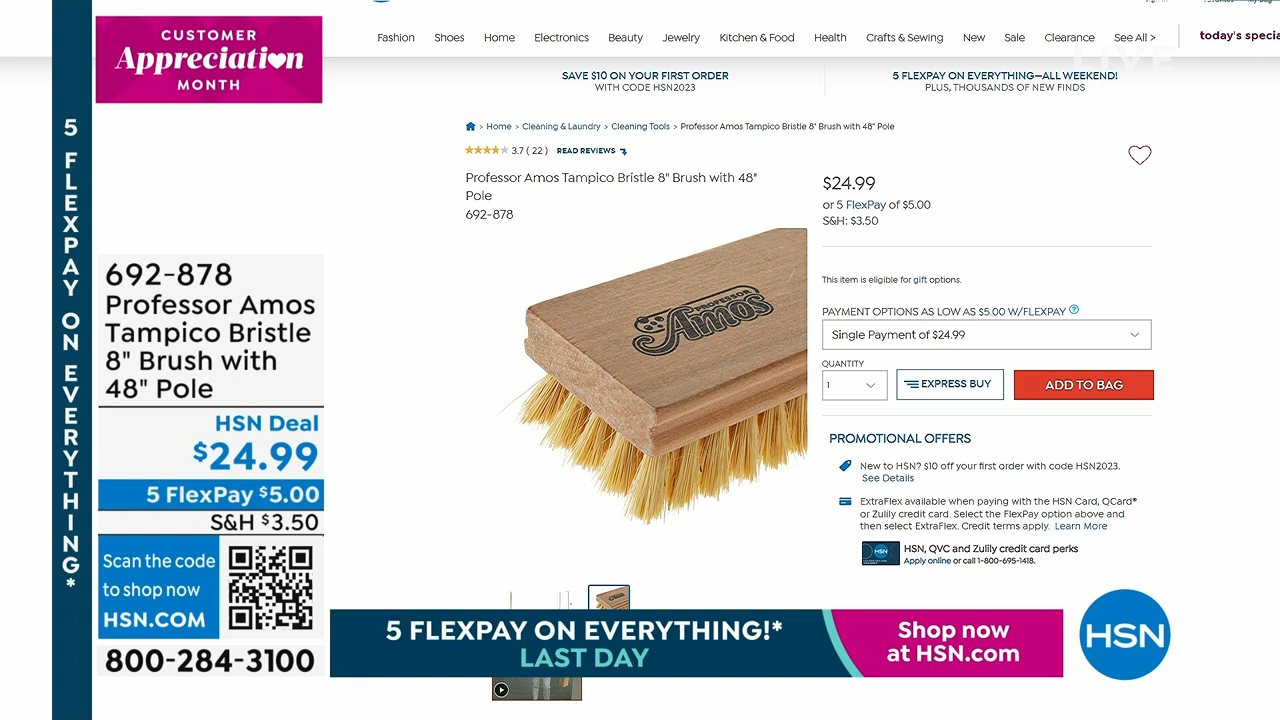 CUSTOMER
Appreciation
MONTH
5 FLEXPAY ON EVERYTHING*
692-878
Professor Amos
Tampico Bristle
8" Brush with
48" Pole
HSN Deal
$24.99
5 FlexPay $5.00
S&H $3.50
Scan the code
to shop now
HSN.COM
800-284-3100
Fashion Shoes Home Electronics Beauty Jewelry Kitchen & Food Health Crafts & Sewing New Sale Clearance See All >
today's specia
LIVE
SAVE $10 ON YOUR FIRST ORDER
WITH CODE HSN2023
5 FLEXPAY ON EVERYTHING—ALL WEEKEND!
PLUS, THOUSANDS OF NEW FINDS
> Home > Cleaning & Laundry > Cleaning Tools > Professor Amos Tampico Bristle 8" Brush with 48" Pole
3.7 ( 22 ) READ REVIEWS
Professor Amos Tampico Bristle 8" Brush with 48"
Pole
692-878
PROFESSOR
Amos
$24.99
or 5 FlexPay of $5.00
S&H: $3.50
This item is eligible for gift options.
PAYMENT OPTIONS AS LOW AS $5.00 W/FLEXPAY ?
Single Payment of $24.99
QUANTITY
1
EXPRESS BUY
ADD TO BAG
PROMOTIONAL OFFERS
New to HSN? $10 off your first order with code HSN2023.
See Details
ExtraFlex available when paying with the HSN Card, QCard®
or Zulily credit card. Select the FlexPay option above and
then select ExtraFlex. Credit terms apply. Learn More
HSN
HSN, QVC and Zulily credit card perks
Apply online or call 1-800-695-1418.
5 FLEXPAY ON EVERYTHING!*
LAST DAY
Shop now
at HSN.com
HSN